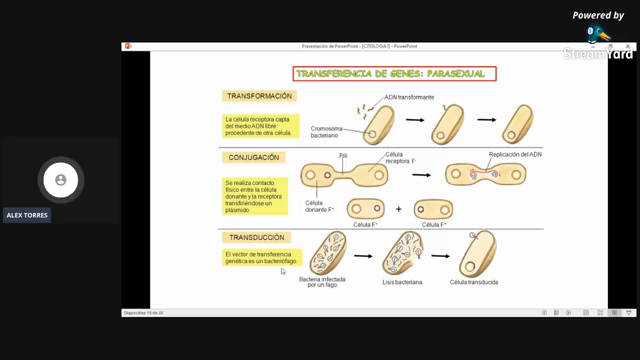 Powered by
StreamYard
Presentación de PowerPoint - [CITOLOGIA I] - PowerPoint
TRANSFERENCIA DE GENES: PARASEXUAL
TRANSFORMACIÓN
ADN transformante
La célula receptora capta
del medio ADN libre
procedente de otra célula.
Cromosoma
bacteriano
CONJUGACIÓN
Pili
Célula
receptora F-
Replicación del ADN
Se realiza contacto
físico entre la célula
donante y la receptora
transfiriéndose un
plásmido
Célula
donante F+
Célula F+
+
Célula F+
TRANSDUCCIÓN
El vector de transferencia
genética es un bacteriófago
Bacteria infectada
por un fago
Lisis bacteriana
Célula transducida
ALEX TORRES